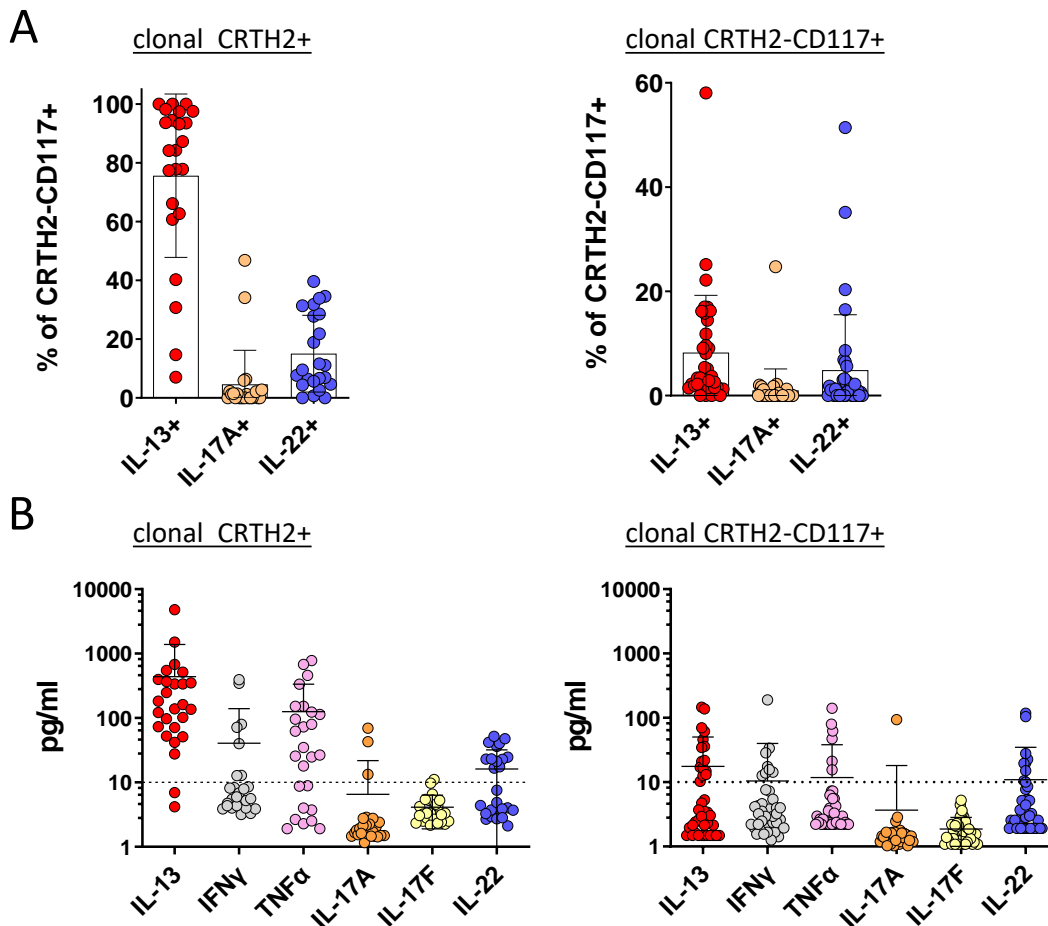 A
clonal CRTH2+
clonal CRTH2-CD117+
% of CRTH2-CD117+
100
80
60
40
20
0
IL-13+
IL-17A+
IL-22+
% of CRTH2-CD117+
60
40
20
0
IL-13+
IL-17A+
IL-22+
B
clonal CRTH2+
clonal CRTH2-CD117+
pg/ml
10000
1000
100
10
1
IL-13
IFNγ
TNFα
IL-17A
IL-17F
IL-22
pg/ml
10000
1000
100
10
1
IL-13
IFNγ
TNFα
IL-17A
IL-17F
IL-22